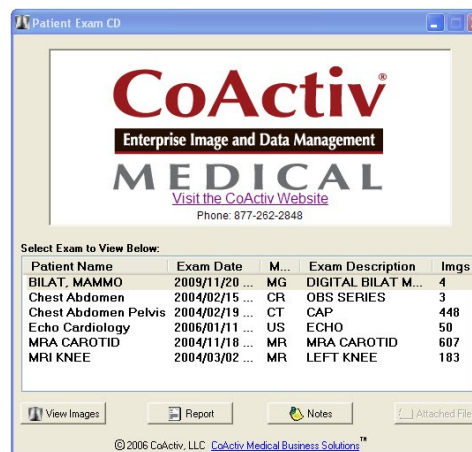 Patient Exam CD
CoActiv®
Enterprise Image and Data Management
MEDICAL
Visit the CoActiv Website
Phone: 877-262-2848
Select Exam to View Below:
Patient Name Exam Date M... Exam Description Imgs
BILAT, MAMMO 2009/11/20 ... MG DIGITAL BILAT M... 4
Chest Abdomen 2004/02/15 ... CR OBS SERIES 3
Chest Abdomen Pelvis 2004/02/19 ... CT CAP 448
Echo Cardiology 2006/01/11 ... US ECHO 50
MRA CAROTID 2004/11/18 ... MR MRA CAROTID 607
MRI KNEE 2004/03/02 ... MR LEFT KNEE 183
View Images Report Notes Attached File
©2006 CoActiv, LLC CoActiv Medical Business Solutions™